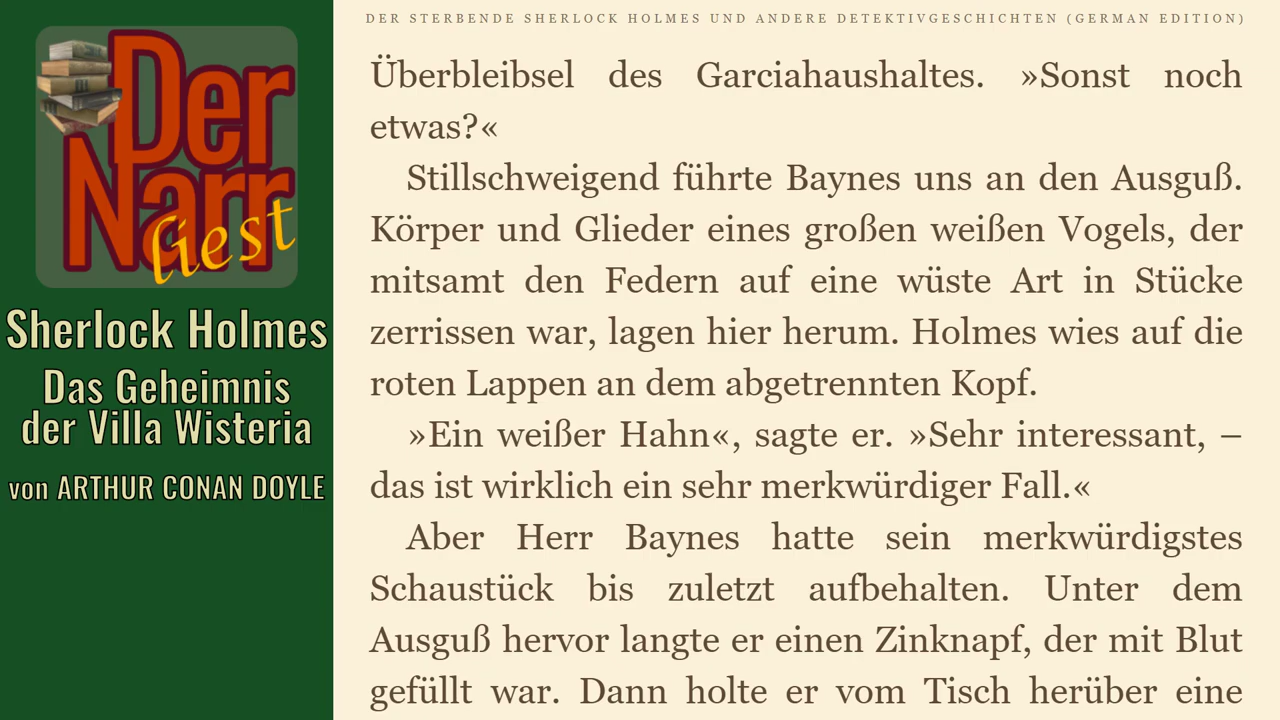 Der
Narr
liest
Sherlock Holmes
Das Geheimnis
der Villa Wisteria
von ARTHUR CONAN DOYLE
DER STERBENDE SHERLOCK HOLMES UND ANDERE DETEKTIVGESCHICHTEN (GERMAN EDITION)
Überbleibsel des Garciahaushaltes. »Sonst noch
etwas?«
Stillschweigend führte Baynes uns an den Ausguß.
Körper und Glieder eines großen weißen Vogels, der
mitsamt den Federn auf eine wüste Art in Stücke
zerrissen war, lagen hier herum. Holmes wies auf die
roten Lappen an dem abgetrennten Kopf.
»Ein weißer Hahn«, sagte er. »Sehr interessant, –
das ist wirklich ein sehr merkwürdiger Fall.«
Aber Herr Baynes hatte sein merkwürdigstes
Schaustück bis zuletzt aufbehalten. Unter dem
Ausguß hervor langte er einen Zinknapf, der mit Blut
gefüllt war. Dann holte er vom Tisch herüber eine